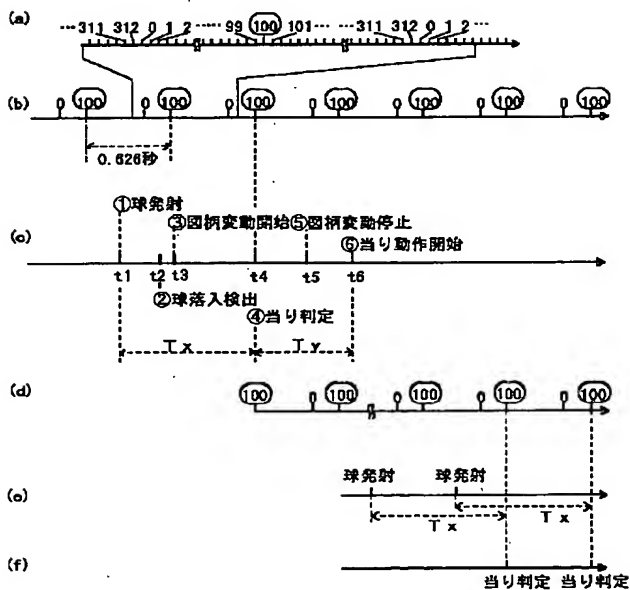 (a)
··· 311 312 0 1 2 ··· ··· 99 100 101 ··· ··· 311 312 0 1 2 ···
(b)
0 100 0 100 0 100 0 100 0 100 0 100 0 100
0.626秒
(c)
①球発射
③図柄変動開始 ⑤図柄変動停止
⑥当り動作開始
t1 t2 t3 t4 t5 t6
②球落入検出
④当り判定
Tx Ty
(d)
100 0 100 0 100 0 100 0 100
球発射 球発射
(e)
Tx Tx
(f)
当り判定 当り判定